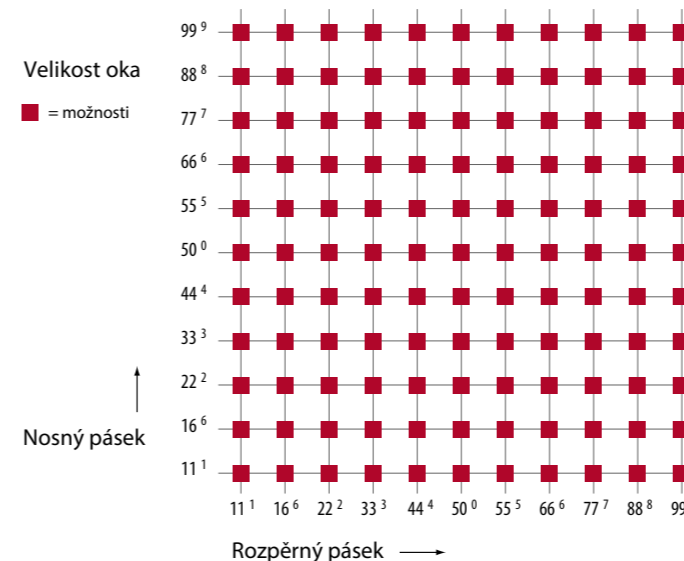 99 9
Velikost oka
88 8
= možnosti
77 7
66 6
55 5
50 0
44 4
33 3
22 2
Nosný pásek
16 6
11 1
11 1 16 6 22 2 33 3 44 4 50 0 55 5 66 6 77 7 88 8 99
Rozpěrný pásek